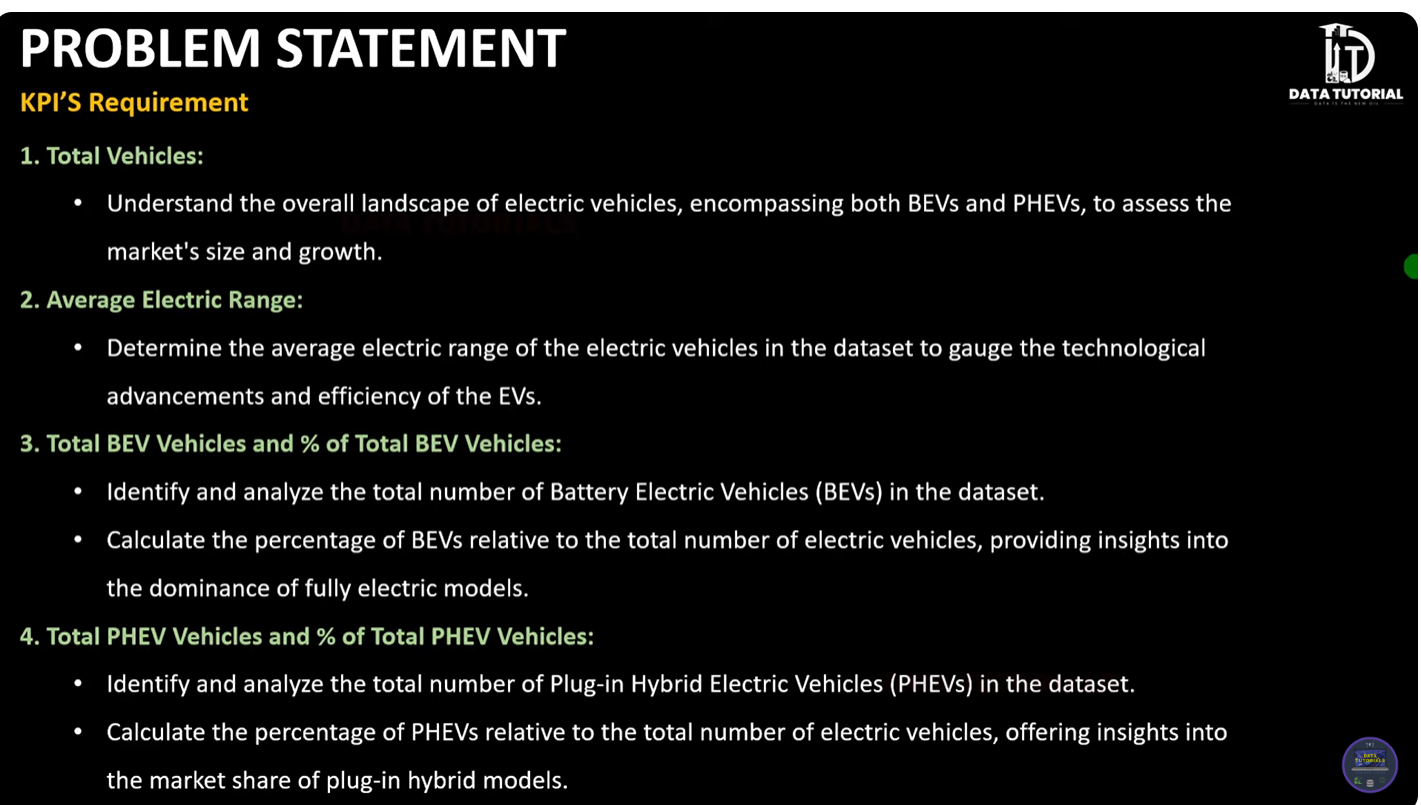 PROBLEM STATEMENT
DATA TUTORIAL
DATA IS THE NEW OIL
KPI'S Requirement
1. Total Vehicles:
• Understand the overall landscape of electric vehicles, encompassing both BEVs and PHEVs, to assess the
market's size and growth.
2. Average Electric Range:
• Determine the average electric range of the electric vehicles in the dataset to gauge the technological
advancements and efficiency of the EVs.
3. Total BEV Vehicles and % of Total BEV Vehicles:
• Identify and analyze the total number of Battery Electric Vehicles (BEVs) in the dataset.
• Calculate the percentage of BEVs relative to the total number of electric vehicles, providing insights into
the dominance of fully electric models.
4. Total PHEV Vehicles and % of Total PHEV Vehicles:
• Identify and analyze the total number of Plug-in Hybrid Electric Vehicles (PHEVs) in the dataset.
• Calculate the percentage of PHEVs relative to the total number of electric vehicles, offering insights into
the market share of plug-in hybrid models.
DATA
TUTORIALS